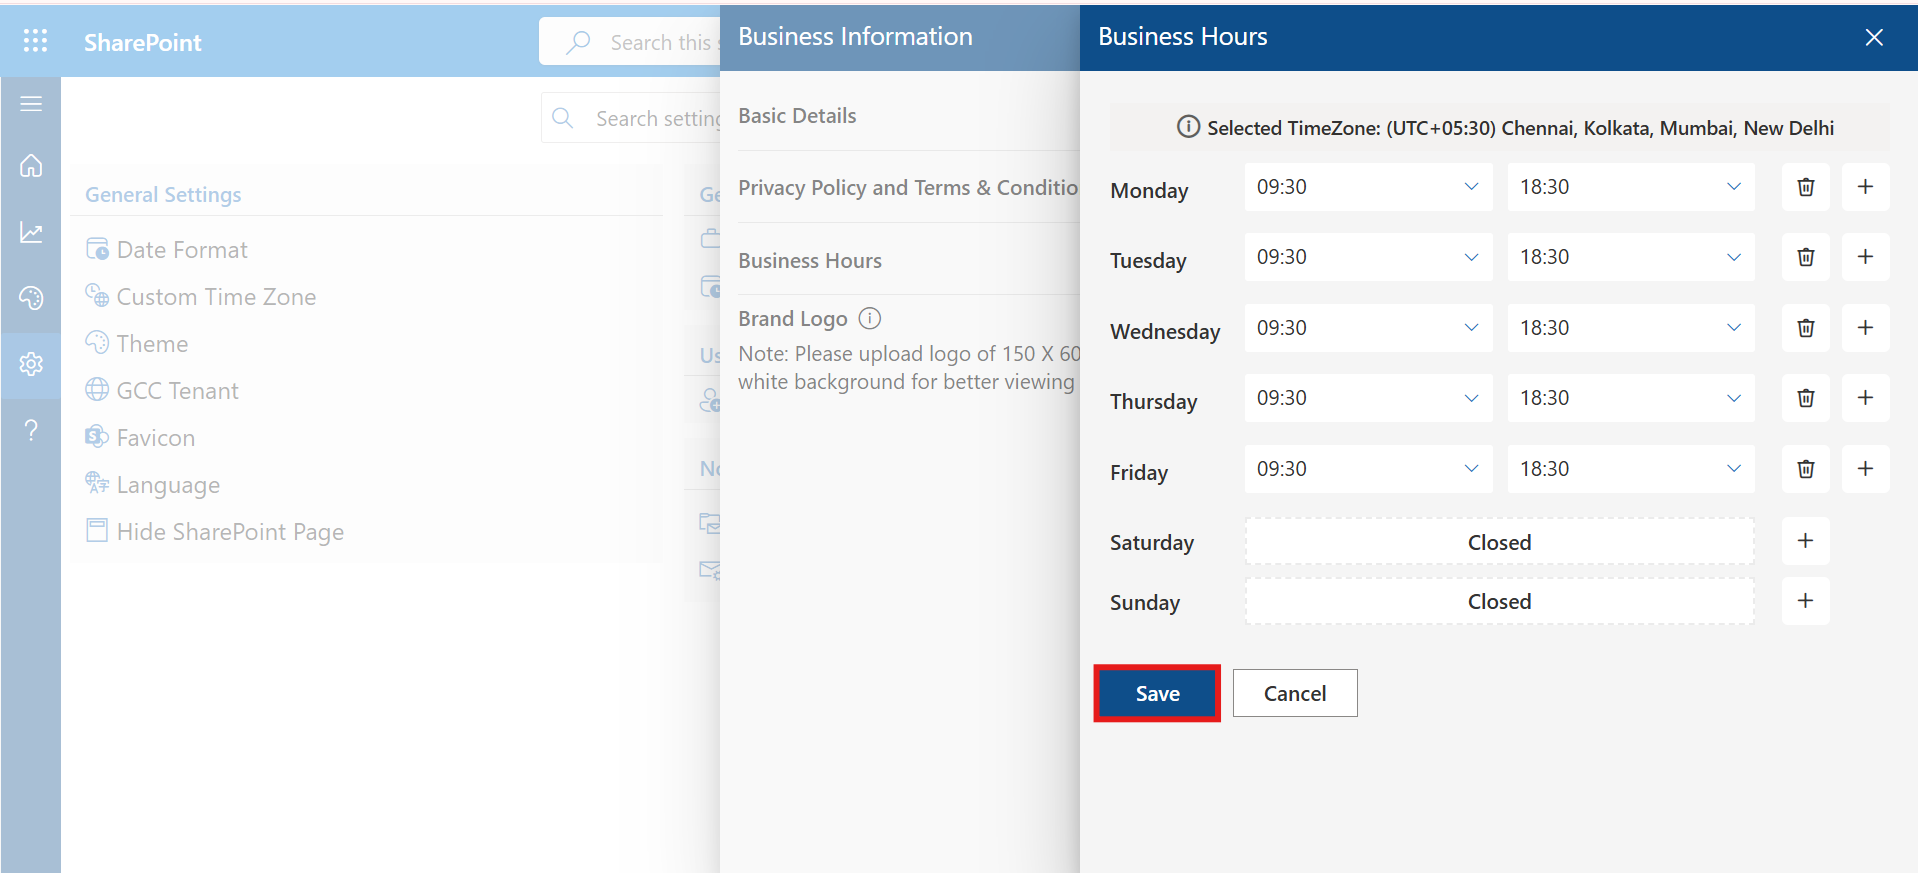 SharePoint
Search this
Search setting
General Settings
Date Format
Custom Time Zone
Theme
GCC Tenant
Favicon
Language
Hide SharePoint Page
Business Information
Basic Details
Privacy Policy and Terms & Conditio
Business Hours
Brand Logo
Note: Please upload logo of 150 X 60
white background for better viewing
Business Hours
Selected TimeZone: (UTC+05:30) Chennai, Kolkata, Mumbai, New Delhi
Monday 09:30 18:30
Tuesday 09:30 18:30
Wednesday 09:30 18:30
Thursday 09:30 18:30
Friday 09:30 18:30
Saturday Closed
Sunday Closed
Save Cancel